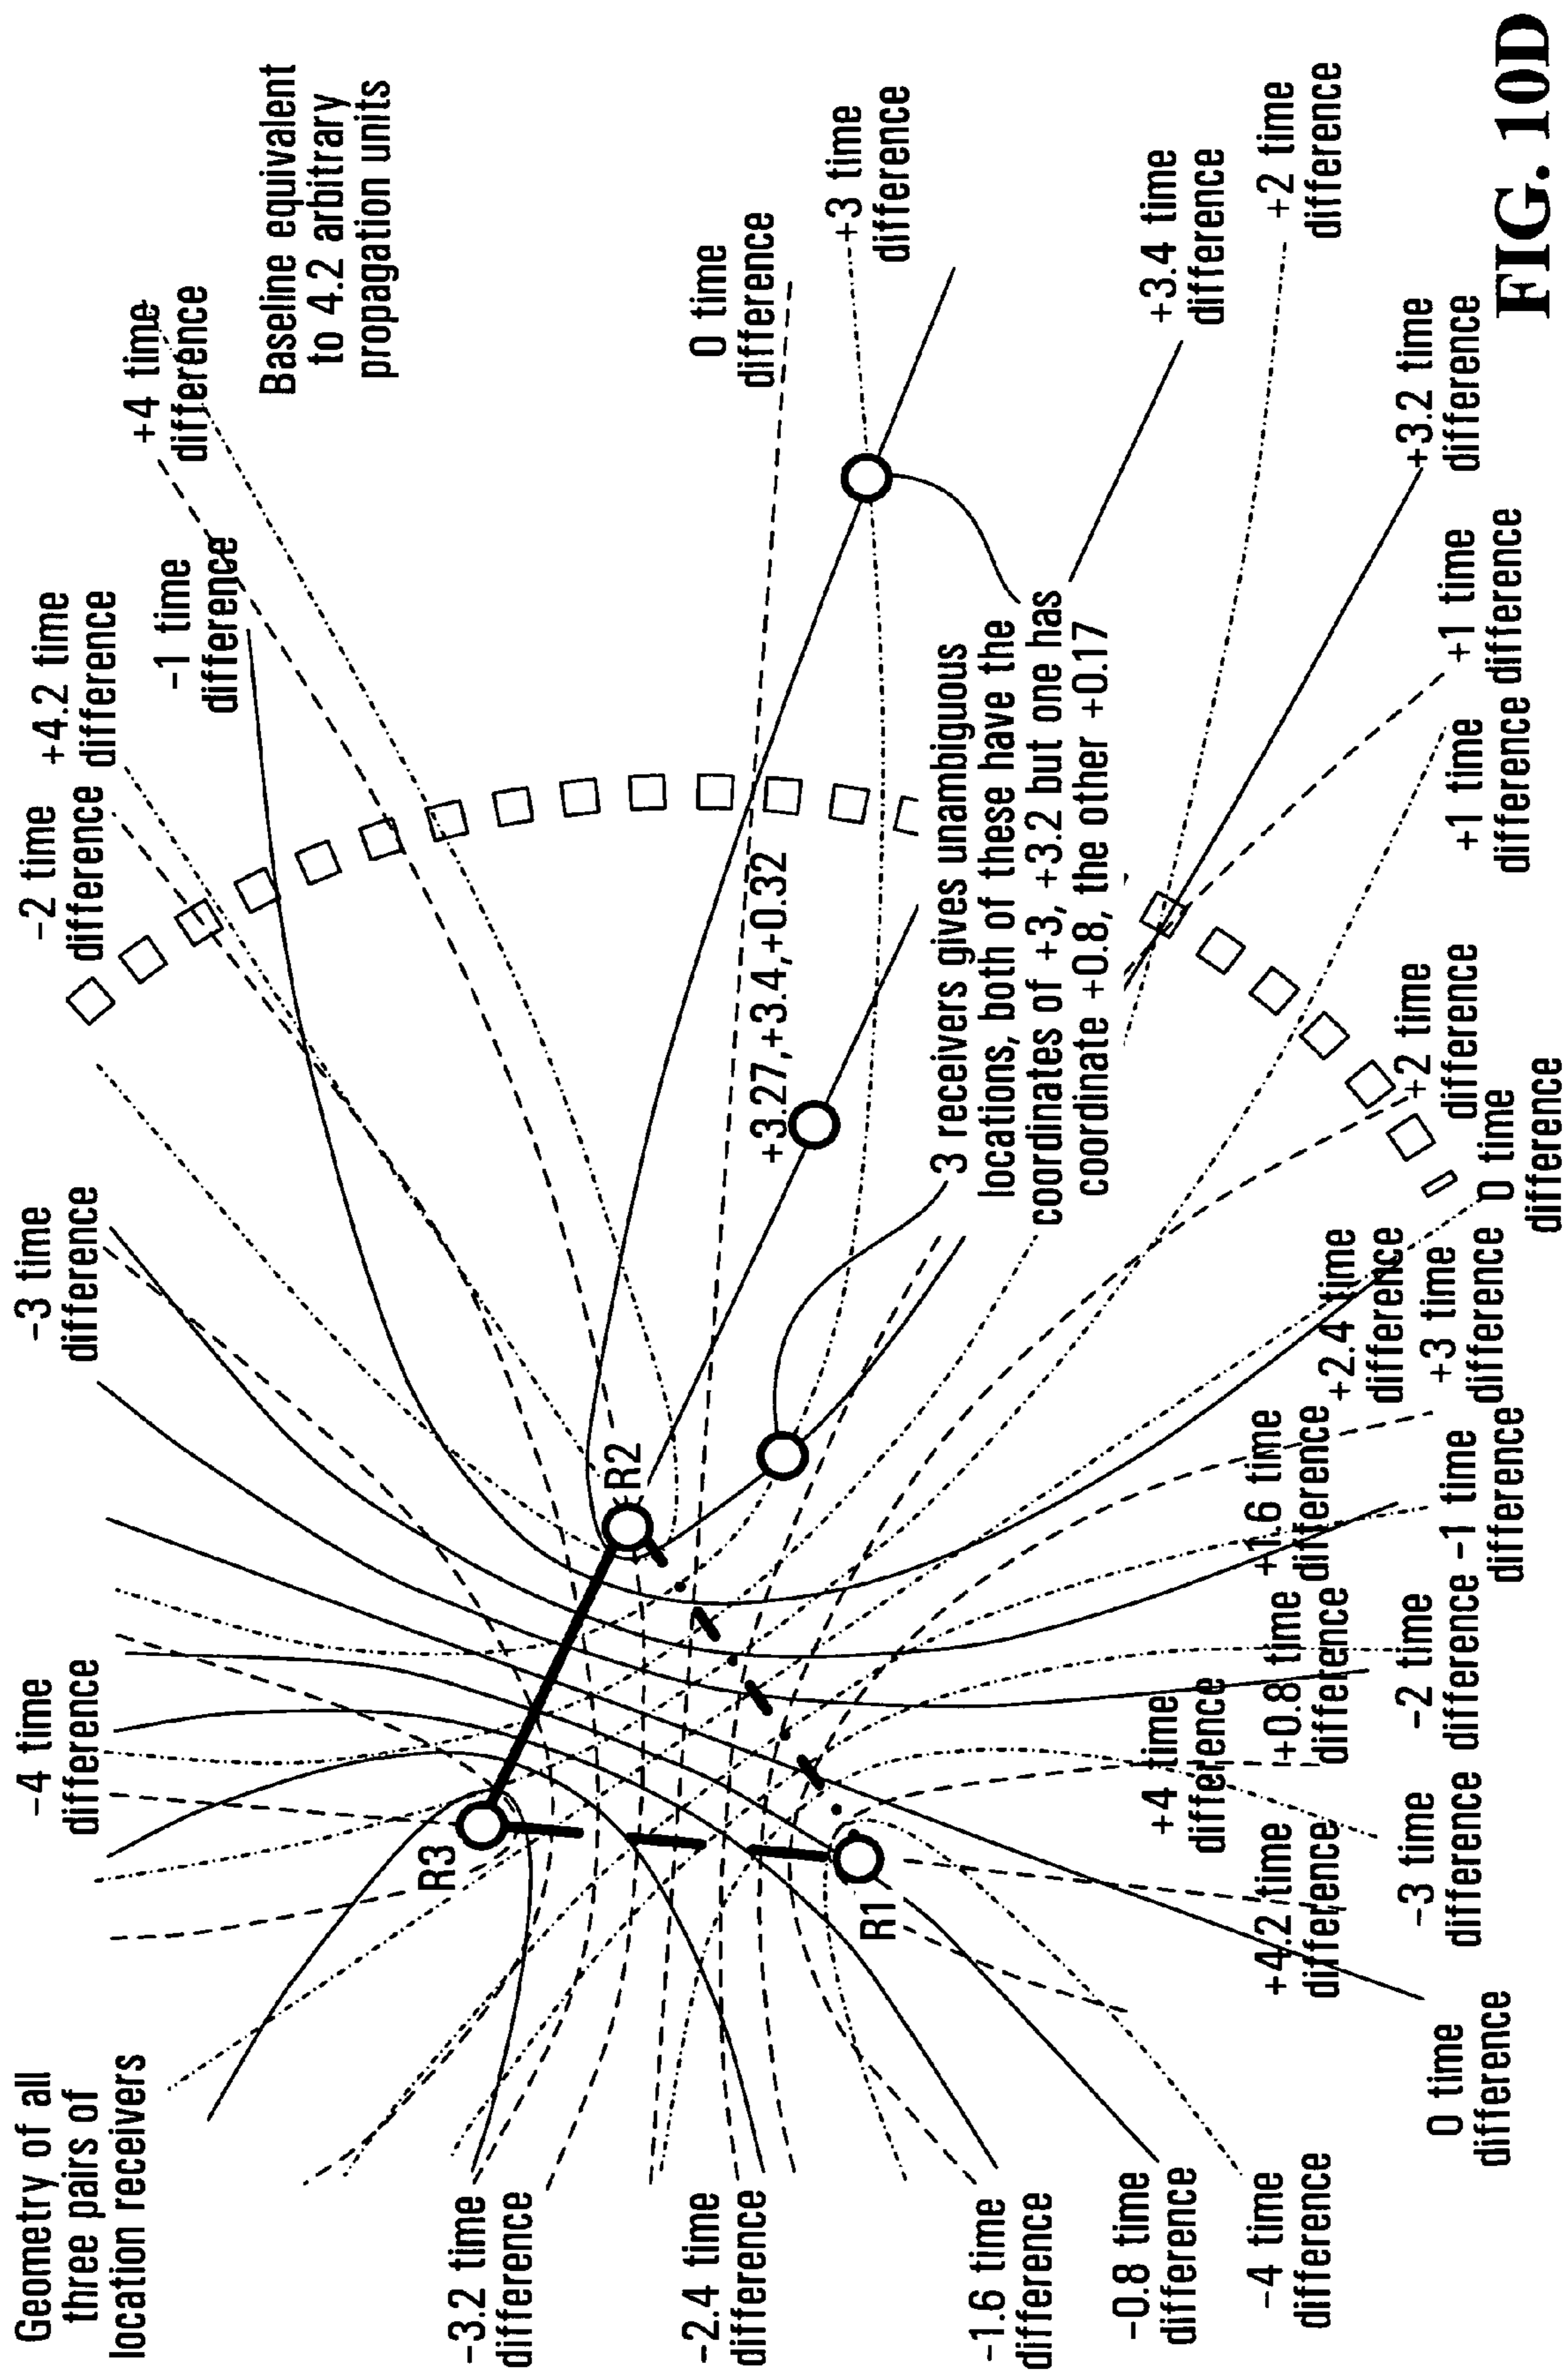 Geometry of all
three pairs of
location receivers
-4 time
difference
-3 time
difference
-2 time
difference
+4.2 time
difference
-1 time
difference
+4 time
difference
Baseline equivalent
to 4.2 arbitrary
propagation units
0 time
difference
+3 time
difference
+3.4 time
difference
+2 time
difference
R3
R2
R1
+3.27,+3.4,+0.32
3 receivers gives unambiguous
locations, both of these have the
coordinates of +3, +3.2 but one has
coordinate +0.8, the other +0.17
-3.2 time
difference
-2.4 time
difference
-1.6 time
difference
-0.8 time
difference
-4 time
difference
0 time
difference
+4.2 time
difference
-3 time
difference
+4 time
difference
+0.8 time
difference
-2 time
difference
+1.6 time
difference
-1 time
difference
+2.4 time
difference
+3 time
difference
0 time
difference
+2 time
difference
+1 time
difference
+1 time
difference
+3.2 time
difference
FIG. 10D